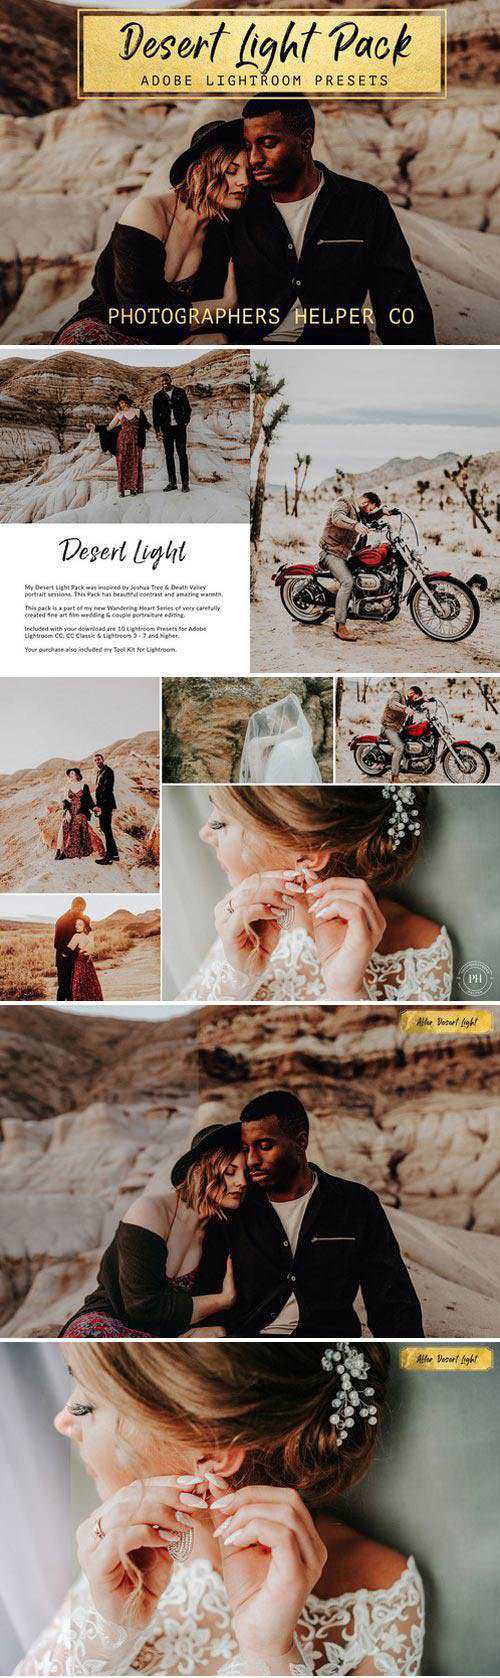 Desert Light Pack
ADOBE LIGHTROOM PRESETS
PHOTOGRAPHERS HELPER CO
Desert Light
My Desert Light Pack was inspired by Joshua Tree & Death Valley
portrait sessions. This Pack has beautiful contrast and amazing warmth.
This pack is a part of my new Wandering Heart Series of very carefully
created fine art film wedding & couple portraiture editing.
Included with your download are 10 Lightroom Presets for Adobe
Lightroom CC, CC Classic & Lightroom 3 - 7 and higher.
Your purchase also included my Tool Kit for Lightroom.
PH
After Desert Light
After Desert Light